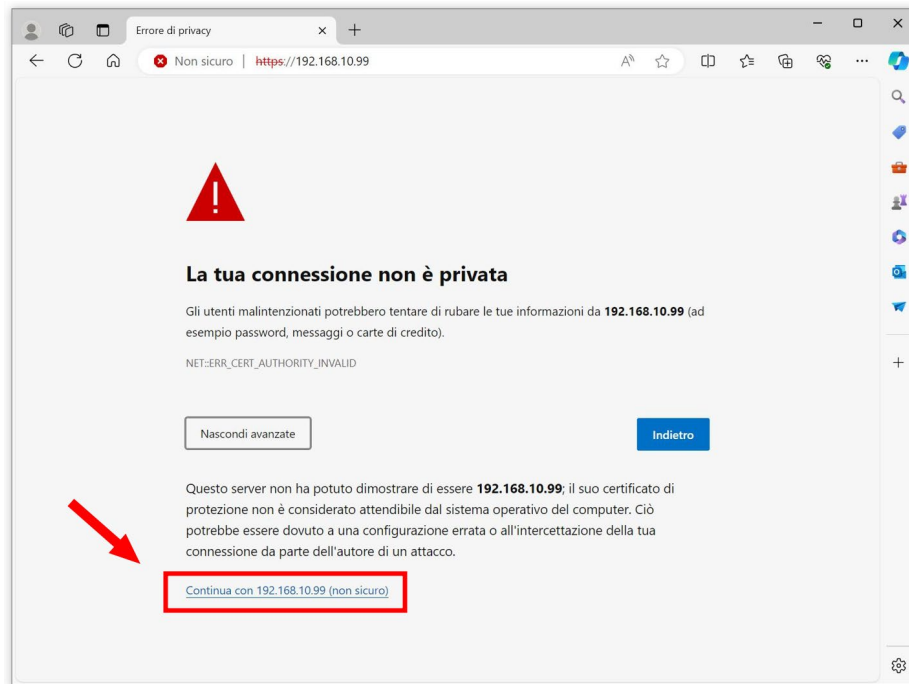 Errore di privacy
Non sicuro
https://192.168.10.99
La tua connessione non è privata
Gli utenti malintenzionati potrebbero tentare di rubare le tue informazioni da 192.168.10.99 (ad
esempio password, messaggi o carte di credito).
NET::ERR_CERT_AUTHORITY_INVALID
Nascondi avanzate
Indietro
Questo server non ha potuto dimostrare di essere 192.168.10.99; il suo certificato di
protezione non è considerato attendibile dal sistema operativo del computer. Ciò
potrebbe essere dovuto a una configurazione errata o all'intercettazione della tua
connessione da parte dell'autore di un attacco.
Continua con 192.168.10.99 (non sicuro)